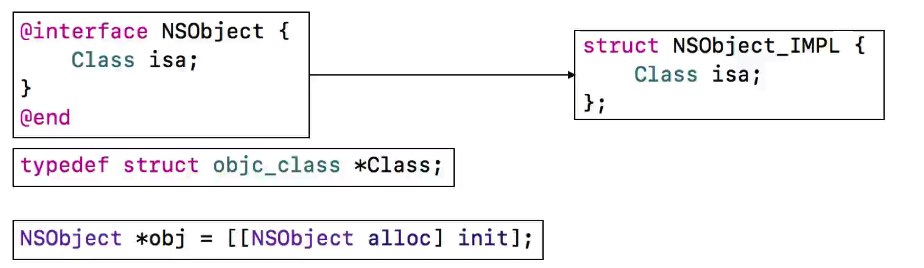 @interface NSObject {
    Class isa;
}
@end
struct NSObject_IMPL {
    Class isa;
};
typedef struct objc_class *Class;
NSObject *obj = [[NSObject alloc] init];